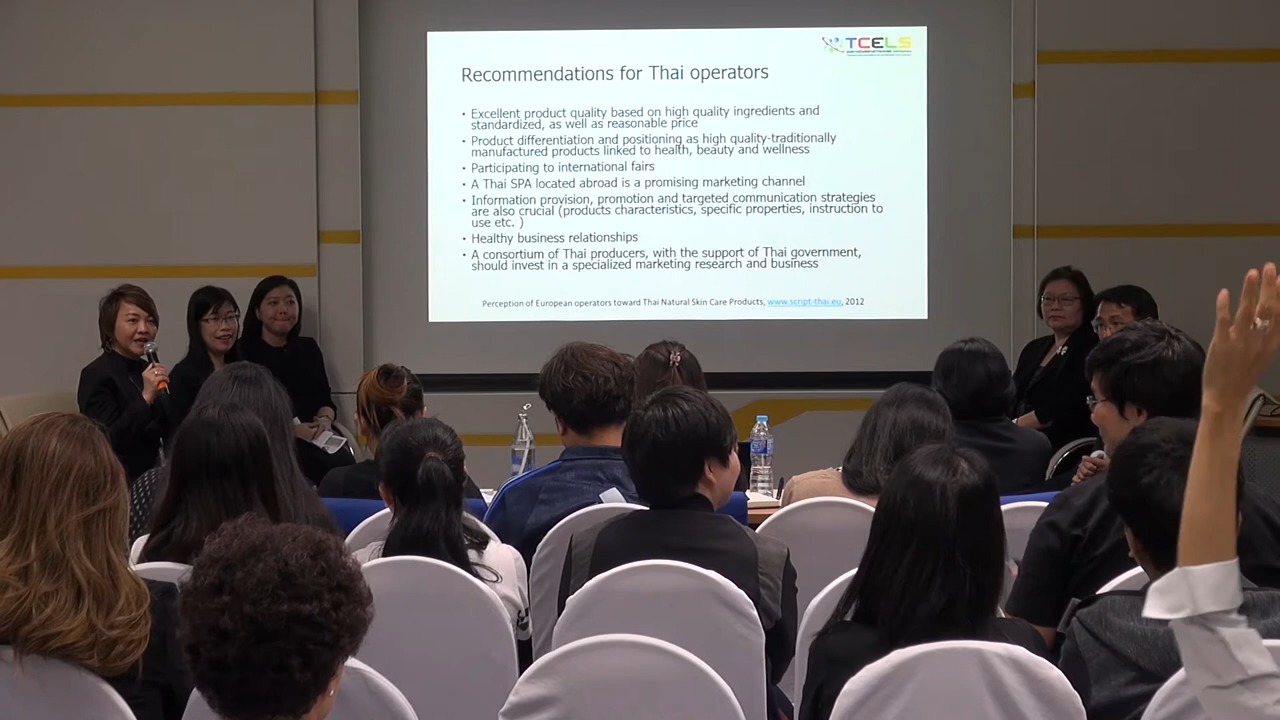 TCELS
Recommendations for Thai operators
• Excellent product quality based on high quality ingredients and
standardized, as well as reasonable price
• Product differentiation and positioning as high quality-traditionally
manufactured products linked to health, beauty and wellness
• Participating to international fairs
• A Thai SPA located abroad is a promising marketing channel
• Information provision, promotion and targeted communication strategies
are also crucial (products characteristics, specific properties, instruction to
use etc. )
• Healthy business relationships
• A consortium of Thai producers, with the support of Thai government,
should invest in a specialized marketing research and business
Perception of European operators toward Thai Natural Skin Care Products, www.script-thai.eu, 2012